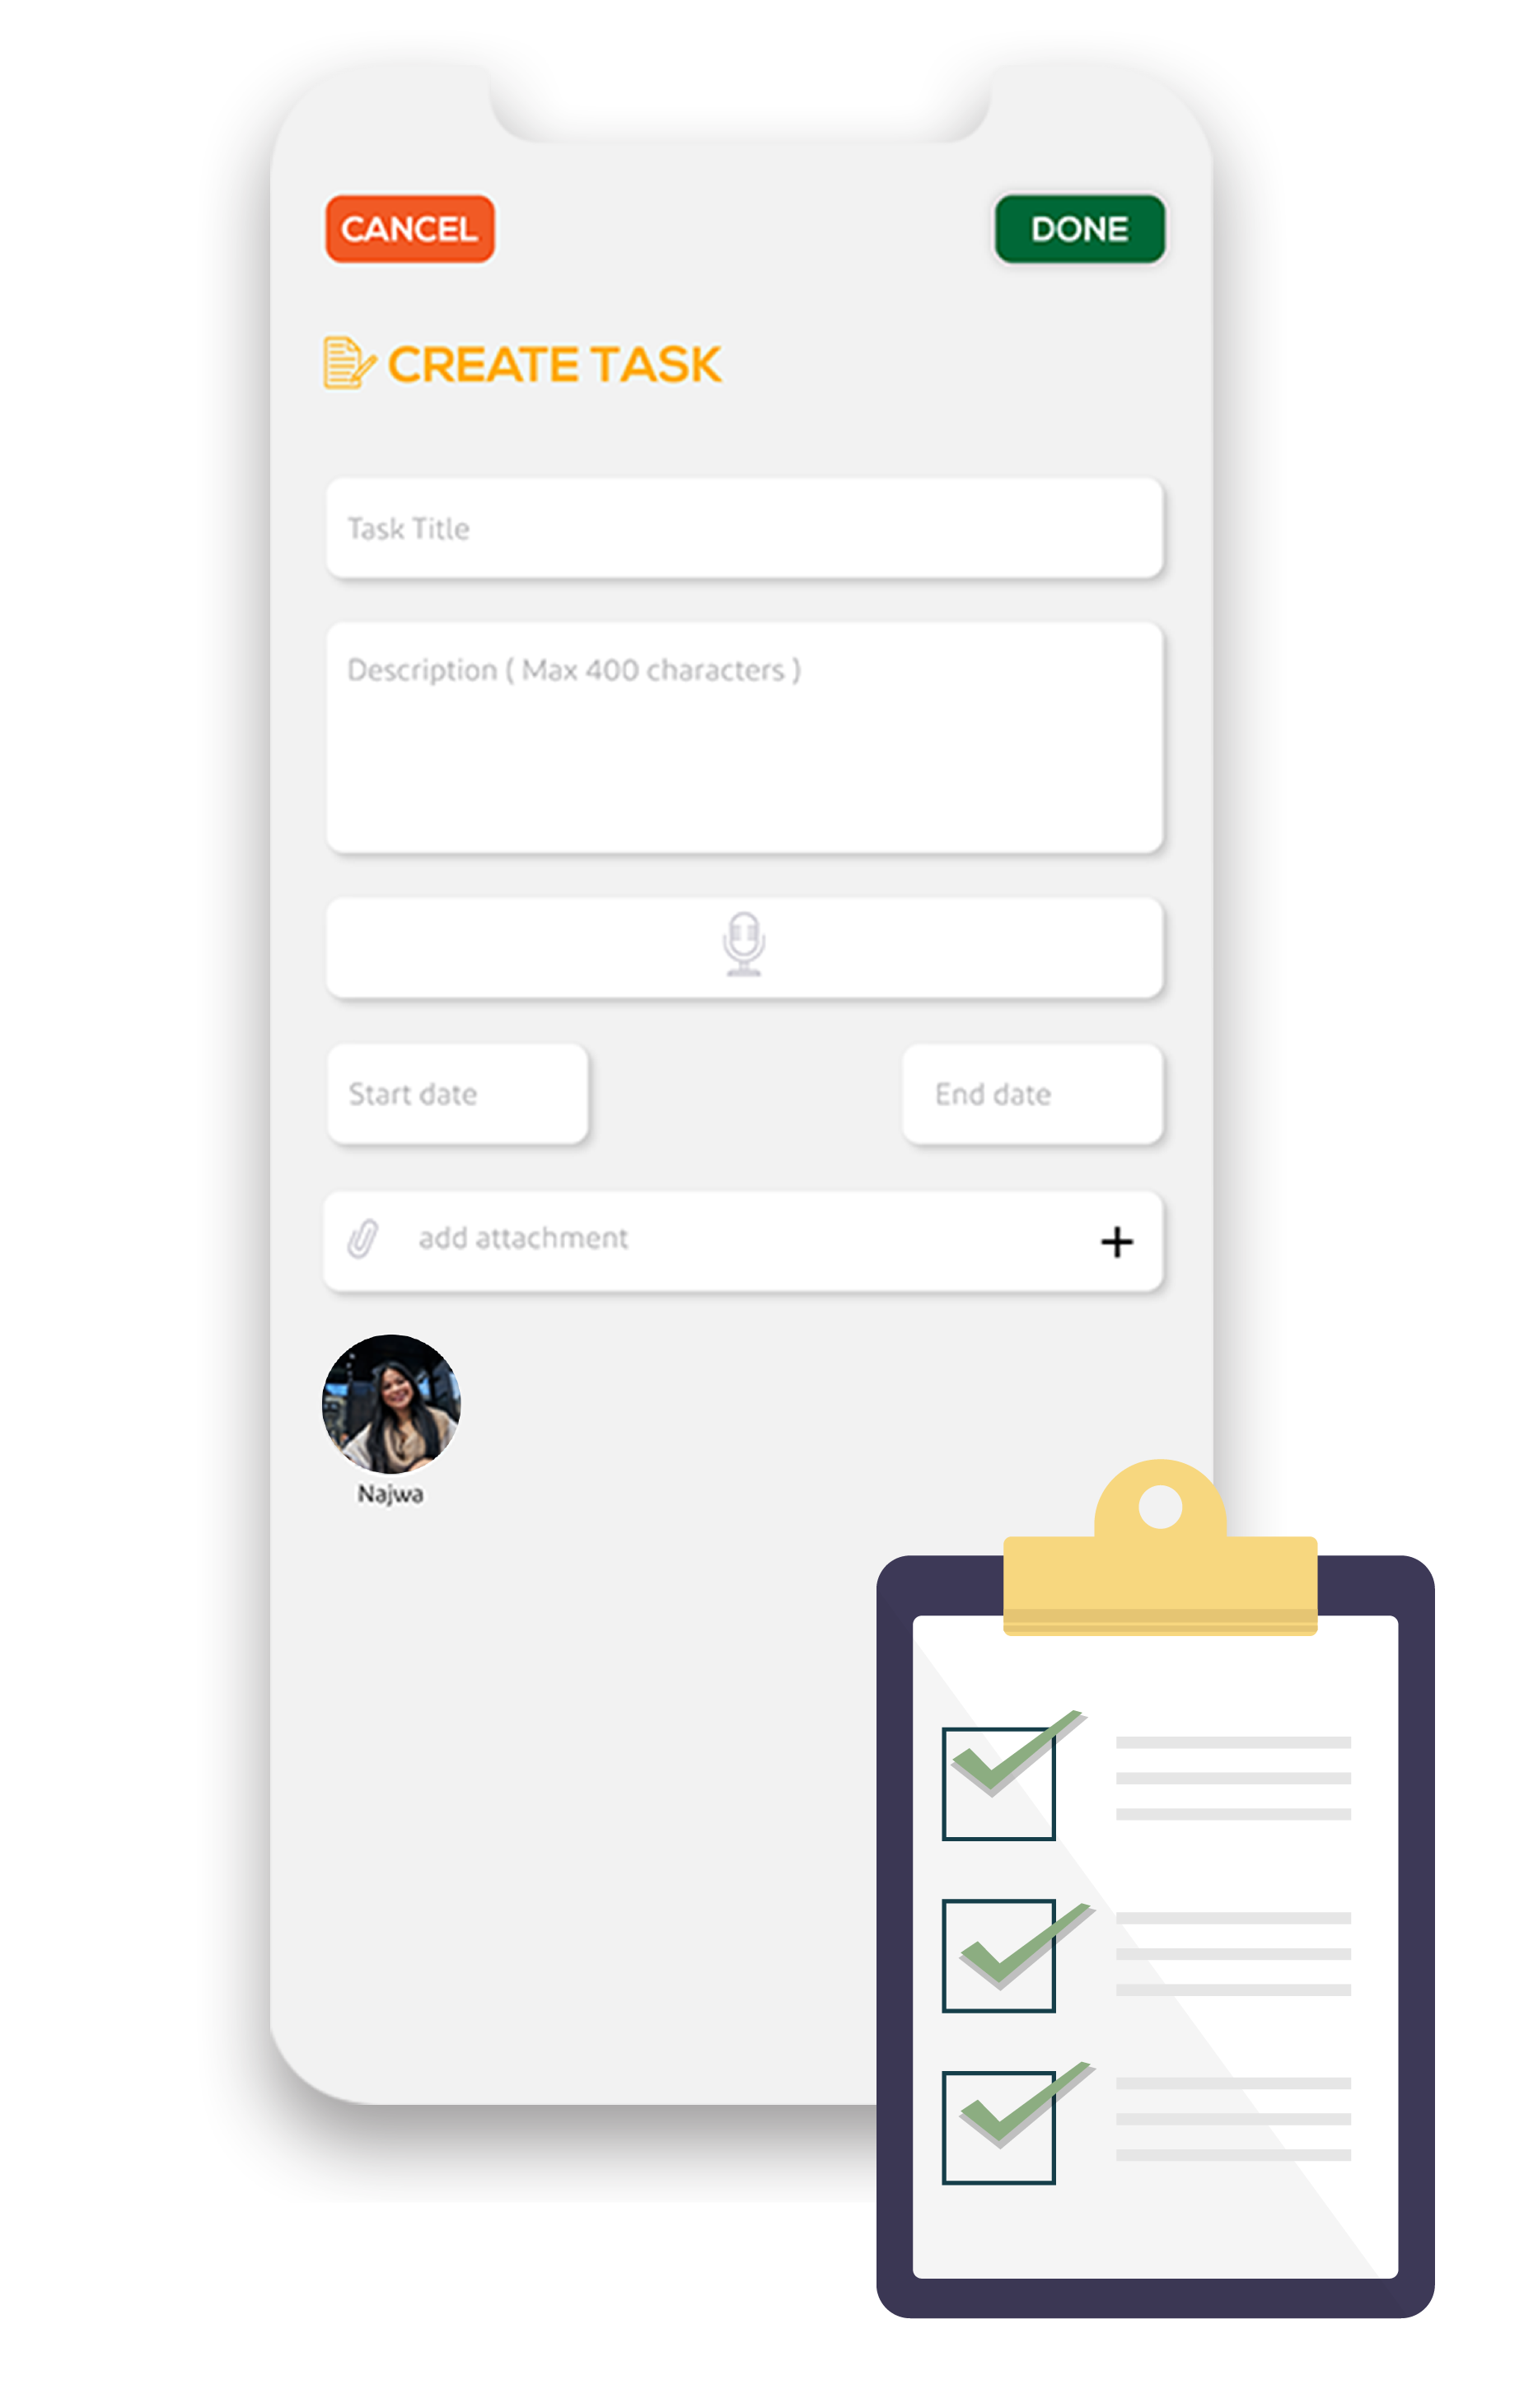 CANCEL
DONE
CREATE TASK
Task Title
Description ( Max 400 characters )
Start date
End date
add attachment
+
Najwa